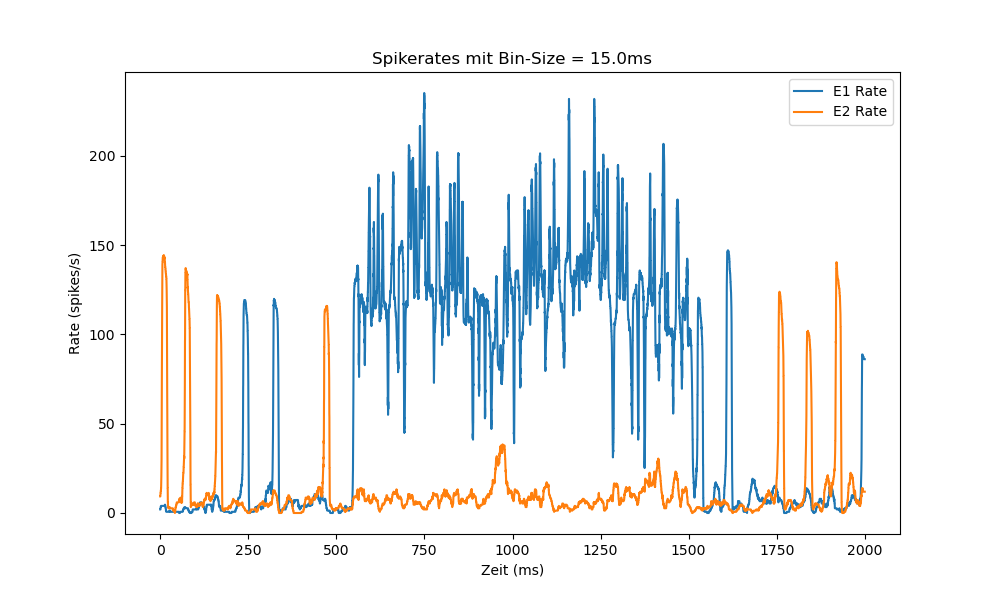 Spikerates mit Bin-Size = 15.0ms
E1 Rate
E2 Rate
Rate (spikes/s)
200
150
100
50
0
0 250 500 750 1000 1250 1500 1750 2000
Zeit (ms)